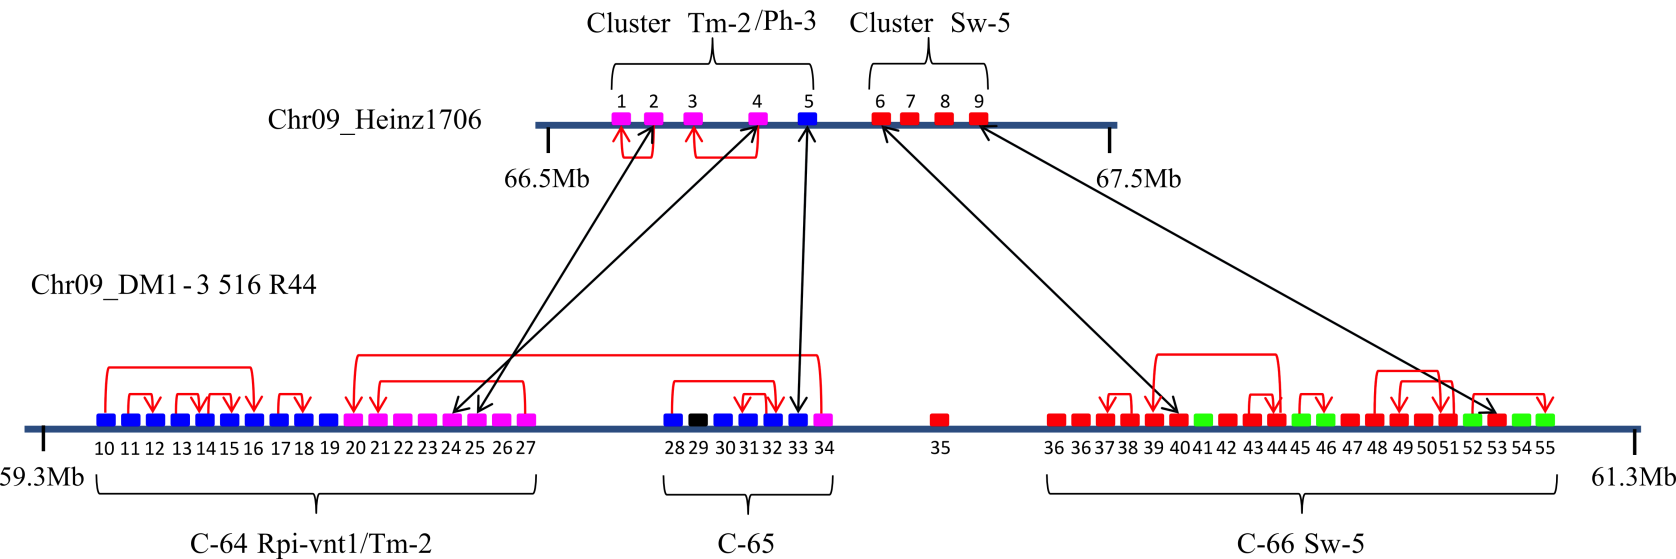 Cluster Tm-2/Ph-3 Cluster Sw-5
1 2 3 4 5 6 7 8 9
Chr09_Heinz1706
66.5Mb 67.5Mb
Chr09_DM1-3 516 R44
10 11 12 13 14 15 16 17 18 19 20 21 22 23 24 25 26 27 28 29 30 31 32 33 34 35 36 36 37 38 39 40 41 42 43 44 45 46 47 48 49 50 51 52 53 54 55
59.3Mb 61.3Mb
C-64 Rpi-vnt1/Tm-2 C-65 C-66 Sw-5